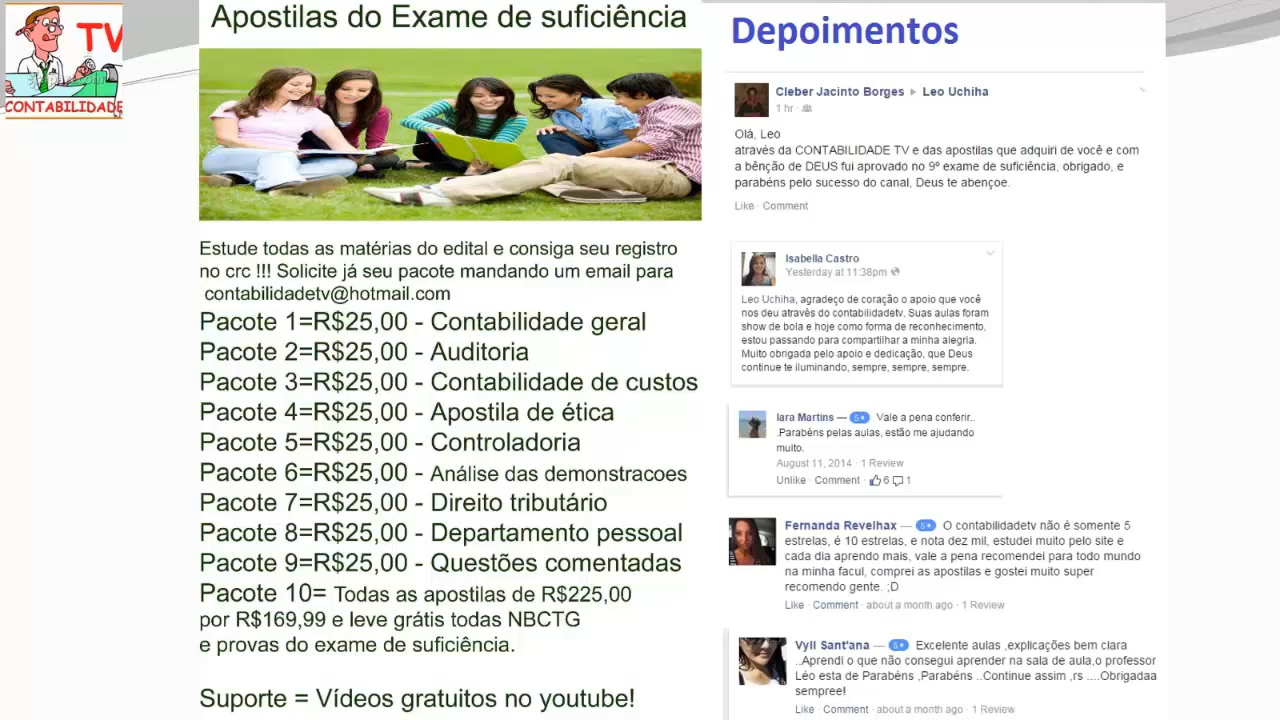 TV
CONTABILIDADE
Apostilas do Exame de suficiência
Estude todas as matérias do edital e consiga seu registro
no crc !!! Solicite já seu pacote mandando um email para
contabilidadetv@hotmail.com
Pacote 1=R$25,00 - Contabilidade geral
Pacote 2=R$25,00 - Auditoria
Pacote 3=R$25,00 - Contabilidade de custos
Pacote 4=R$25,00 - Apostila de ética
Pacote 5=R$25,00 - Controladoria
Pacote 6=R$25,00 - Análise das demonstracoes
Pacote 7=R$25,00 - Direito tributário
Pacote 8=R$25,00 - Departamento pessoal
Pacote 9=R$25,00 - Questões comentadas
Pacote 10= Todas as apostilas de R$225,00
por R$169,99 e leve grátis todas NBCTG
e provas do exame de suficiência.
Suporte = Vídeos gratuitos no youtube!
Depoimentos
Cleber Jacinto Borges ▸ Leo Uchiha
1 hr ·
Olá, Leo
através da CONTABILIDADE TV e das apostilas que adquiri de você e com
a bênção de DEUS fui aprovado no 9º exame de suficiência, obrigado, e
parabéns pelo sucesso do canal, Deus te abençoe.
Like · Comment
Isabella Castro
Yesterday at 11:38pm
Leo Uchiha, agradeço de coração o apoio que você
nos deu através do contabilidadetv. Suas aulas foram
show de bola e hoje como forma de reconhecimento,
estou passando para compartilhar a minha alegria.
Muito obrigada pelo apoio e dedicação, que Deus
continue te iluminando, sempre, sempre, sempre.
Iara Martins — 5★ Vale a pena conferir..
.Parabéns pelas aulas, estão me ajudando
muito.
August 11, 2014 · 1 Review
Unlike · Comment · 6 1
Fernanda Revelhax — 5★ O contabilidadetv não é somente 5
estrelas, é 10 estrelas, e nota dez mil, estudei muito pelo site e
cada dia aprendo mais, vale a pena recomendei para todo mundo
na minha facul, comprei as apostilas e gostei muito super
recomendo gente. ;D
Like · Comment · about a month ago · 1 Review
Vyll Sant'ana — 5★ Excelente aulas ,explicações bem clara
..Aprendi o que não consegui aprender na sala de aula,o professor
Léo esta de Parabéns ,Parabéns ..Continue assim ,rs ....Obrigadaa
sempree!
Like · Comment · about a month ago · 1 Review